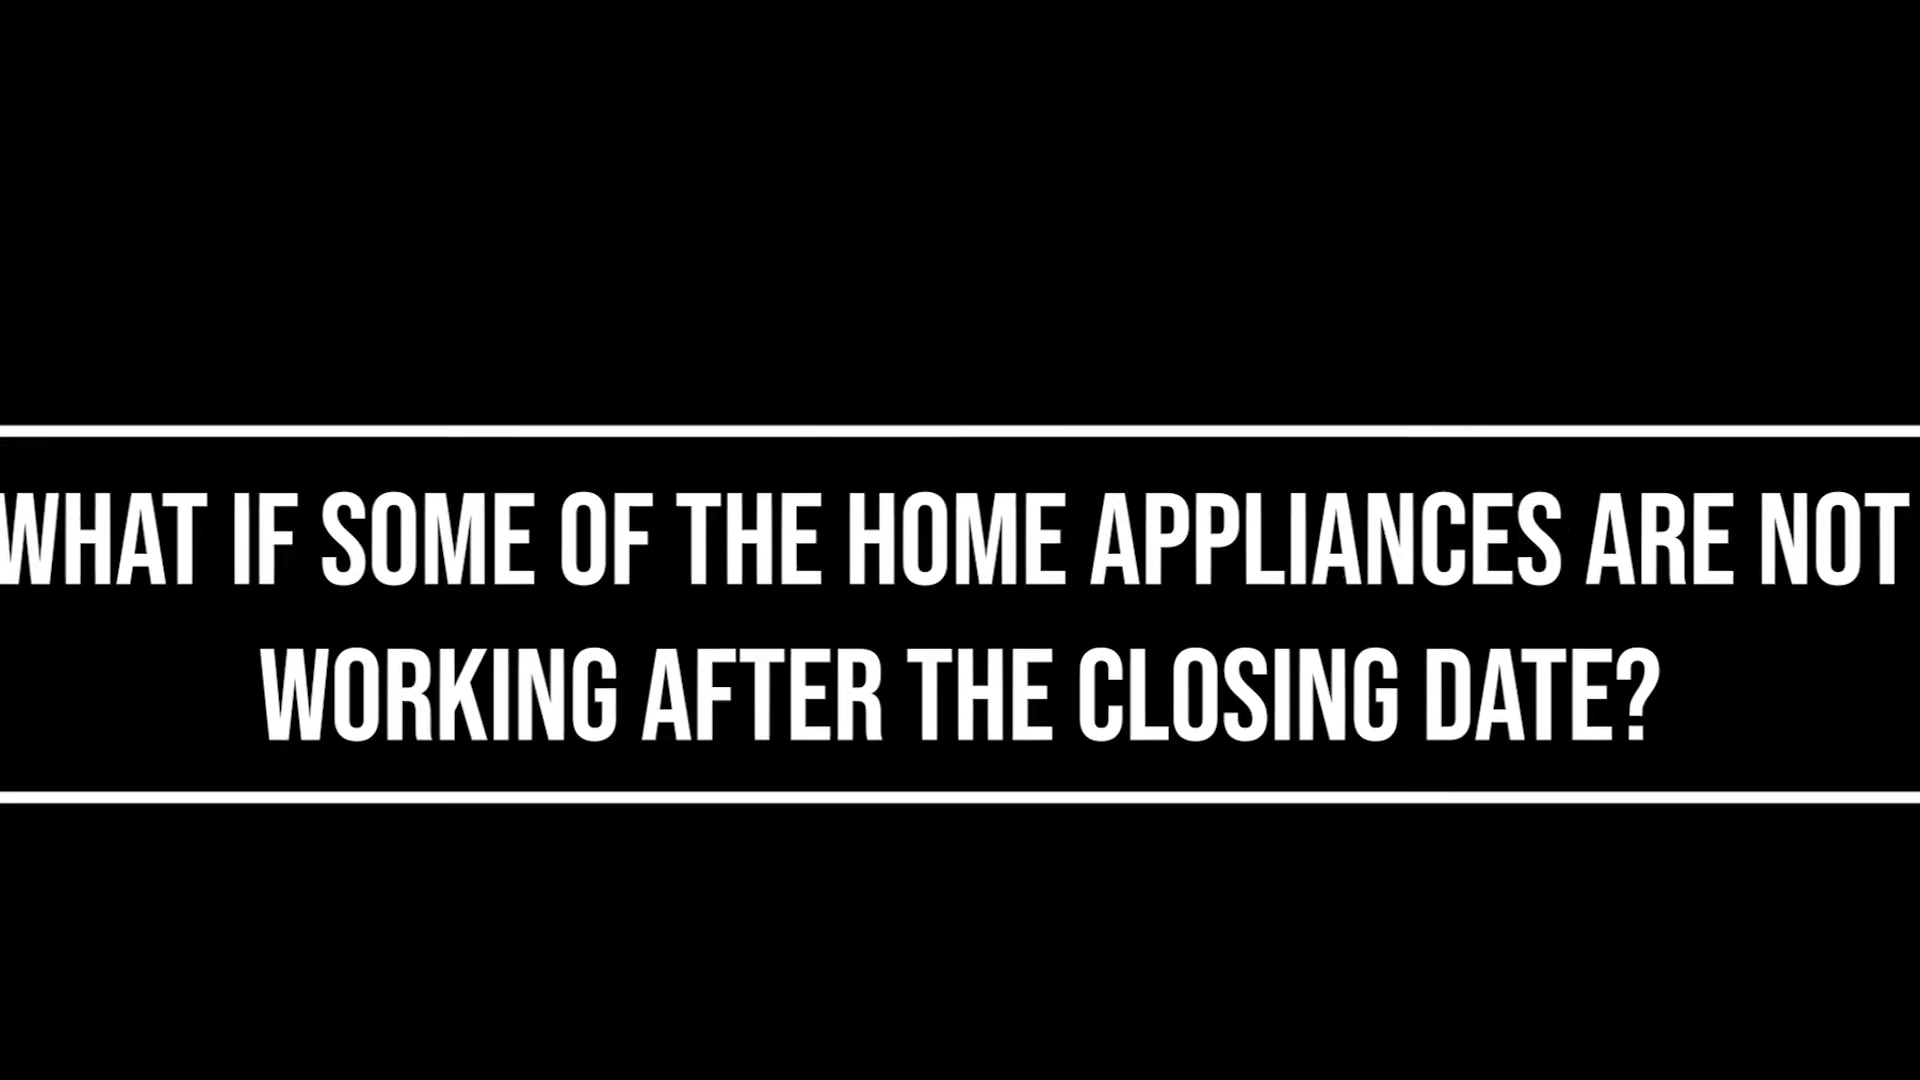 WHAT IF SOME OF THE HOME APPLIANCES ARE NOT
WORKING AFTER THE CLOSING DATE?